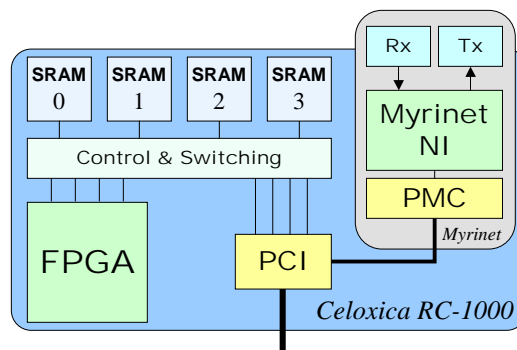 Rx Tx
SRAM 0
SRAM 1
SRAM 2
SRAM 3
Myrinet NI
Control & Switching
PMC
Myrinet
FPGA
PCI
Celoxica RC-1000